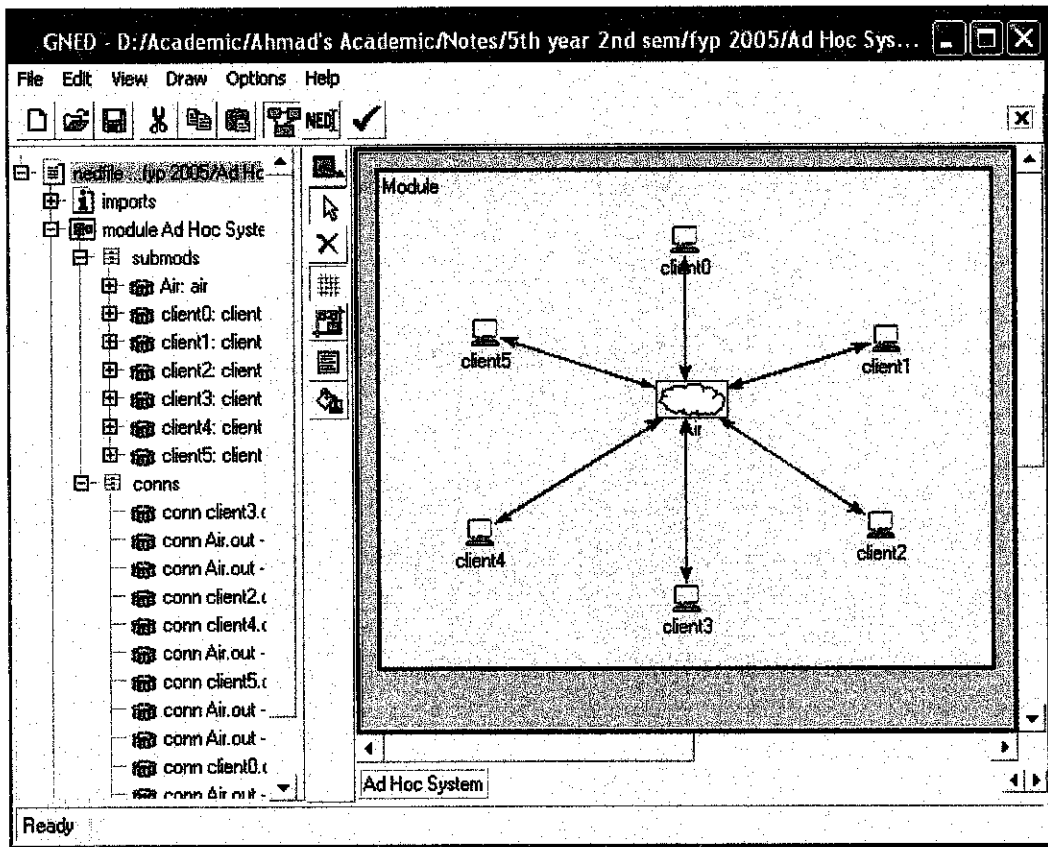 GNED - D:/Academic/Ahmad's Academic/Notes/5th year 2nd sem/fyp 2005/Ad Hoc Sys...
File Edit View Draw Options Help
NED
nedfile ...fyp 2005/Ad Hc
imports
module Ad Hoc Syste
submods
Air: air
client0: client
client1: client
client2: client
client3: client
client4: client
client5: client
conns
conn client3.c
conn Air.out -
conn Air.out -
conn client2.c
conn client4.c
conn Air.out -
conn client5.c
conn Air.out -
conn Air.out -
conn client0.c
conn Air.out -
Module
client0
client5
client1
Air
client4
client2
client3
Ad Hoc System
Ready